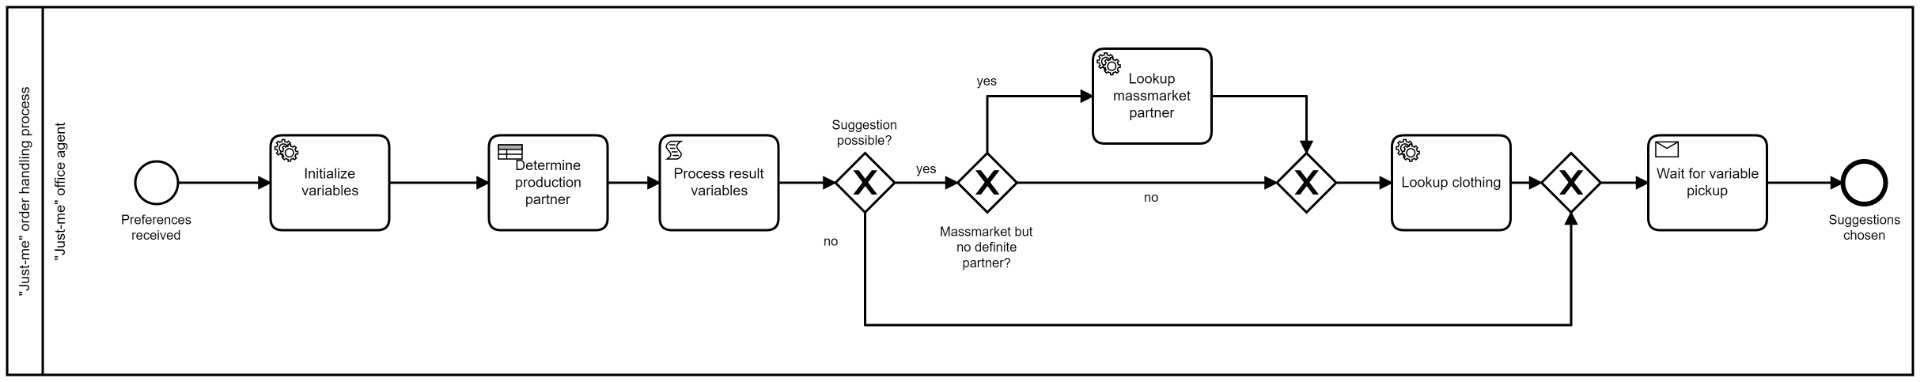 "Just-me" order handling process
"Just-me" office agent
Preferences
received
Initialize
variables
Determine
production
partner
Process result
variables
Suggestion
possible?
yes
no
Massmarket but
no definite
partner?
yes
no
Lookup
massmarket
partner
Lookup clothing
Wait for variable
pickup
Suggestions
chosen